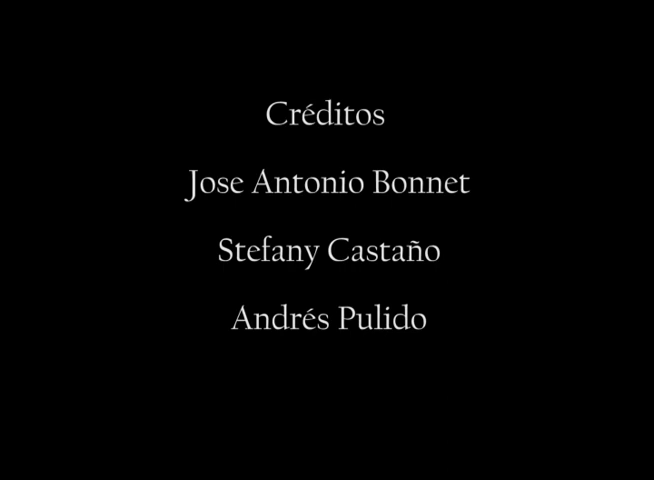 Créditos
Jose Antonio Bonnet
Stefany Castaño
Andrés Pulido